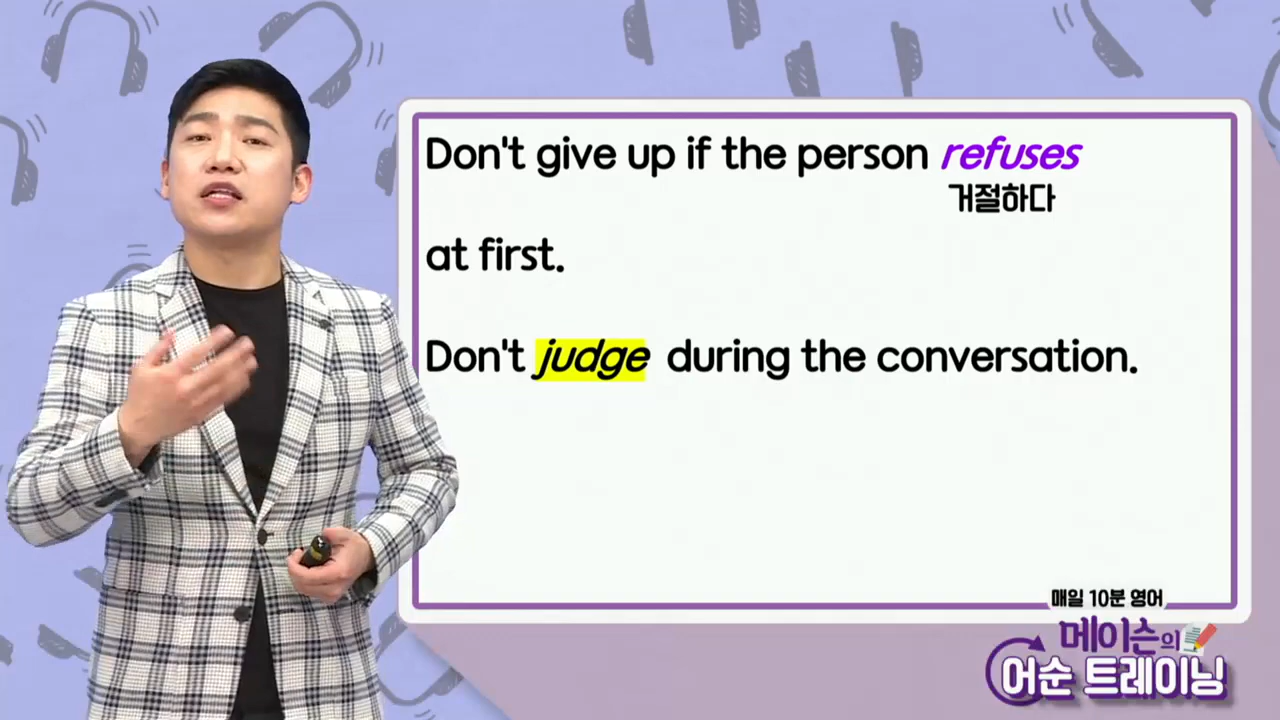 Don't give up if the person refuses
거절하다
at first.
Don't judge during the conversation.
매일 10분 영어
메이슨의
어순 트레이닝